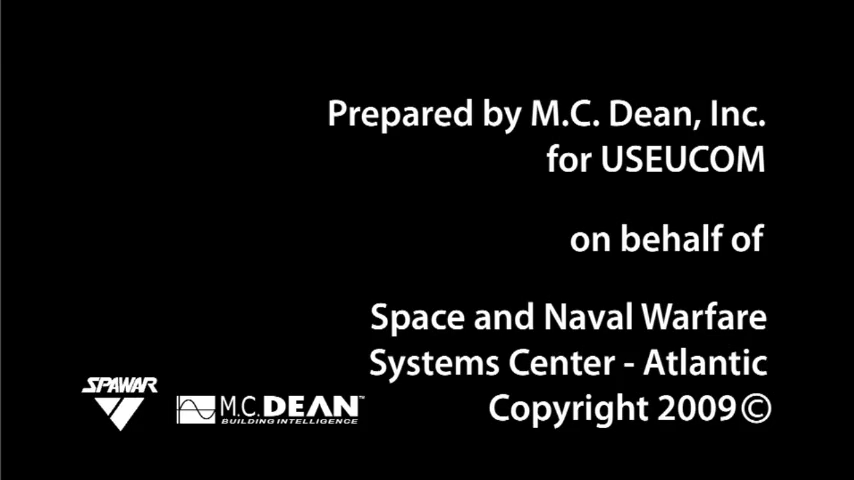 Prepared by M.C. Dean, Inc.
for USEUCOM
on behalf of
Space and Naval Warfare
Systems Center - Atlantic
Copyright 2009©
SPAWAR
M.C. DEAN™
BUILDING INTELLIGENCE